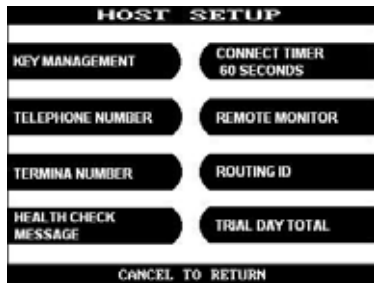 HOST SETUP
KEY MANAGEMENT
CONNECT TIMER
60 SECONDS
TELEPHONE NUMBER
REMOTE MONITOR
TERMINA NUMBER
ROUTING ID
HEALTH CHECK
MESSAGE
TRIAL DAY TOTAL
CANCEL TO RETURN